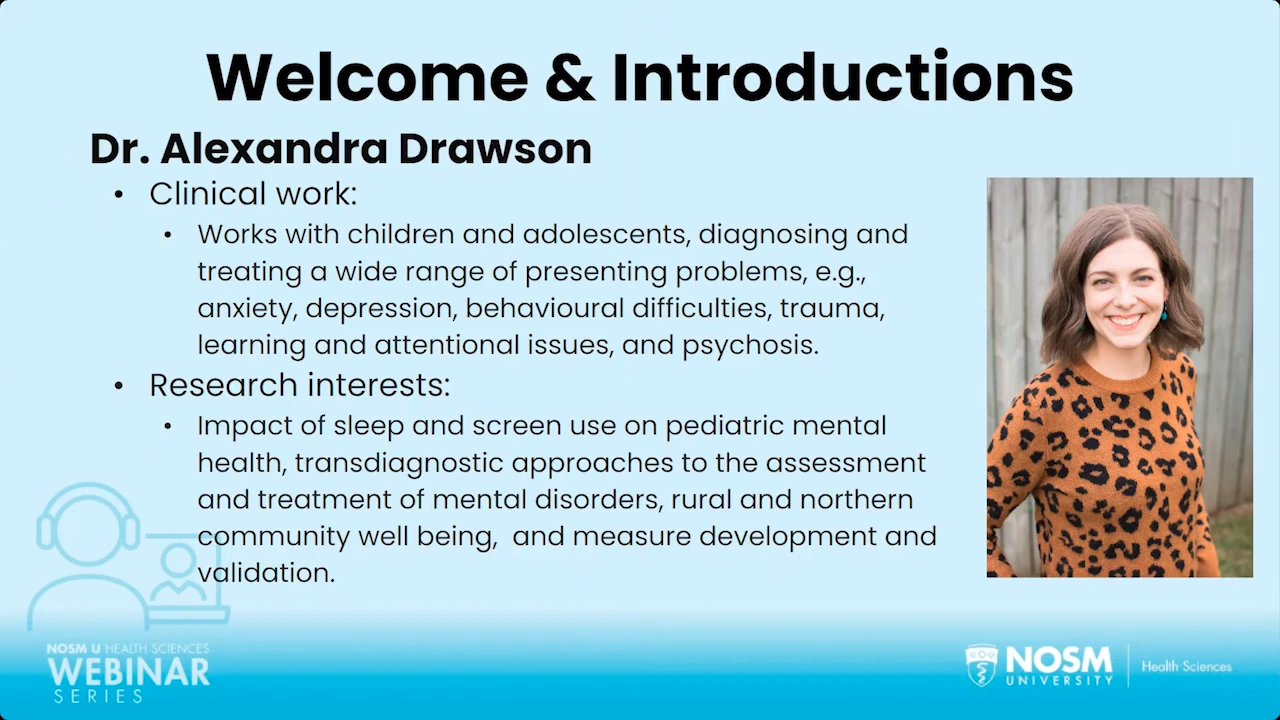 Welcome & Introductions
Dr. Alexandra Drawson
• Clinical work:
• Works with children and adolescents, diagnosing and
treating a wide range of presenting problems, e.g.,
anxiety, depression, behavioural difficulties, trauma,
learning and attentional issues, and psychosis.
• Research interests:
• Impact of sleep and screen use on pediatric mental
health, transdiagnostic approaches to the assessment
and treatment of mental disorders, rural and northern
community well being,  and measure development and
validation.
NOSM U HEALTH SCIENCES
WEBINAR
SERIES
NOSM
UNIVERSITY
Health Sciences